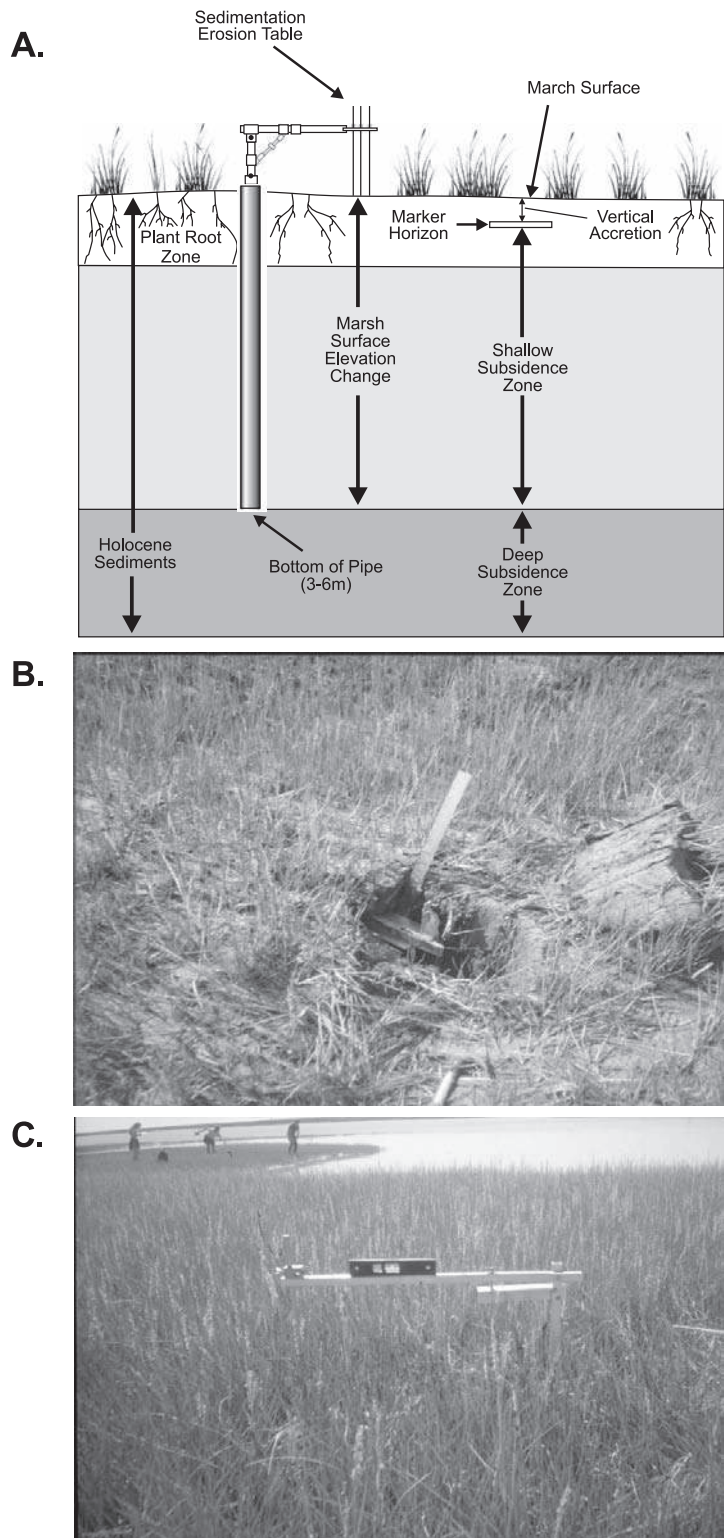 A.
Sedimentation
Erosion Table
March Surface
Marker
Horizon
Vertical
Accretion
Plant Root
Zone
Marsh
Surface
Elevation
Change
Shallow
Subsidence
Zone
Holocene
Sediments
Bottom of Pipe
(3-6m)
Deep
Subsidence
Zone
B.
C.